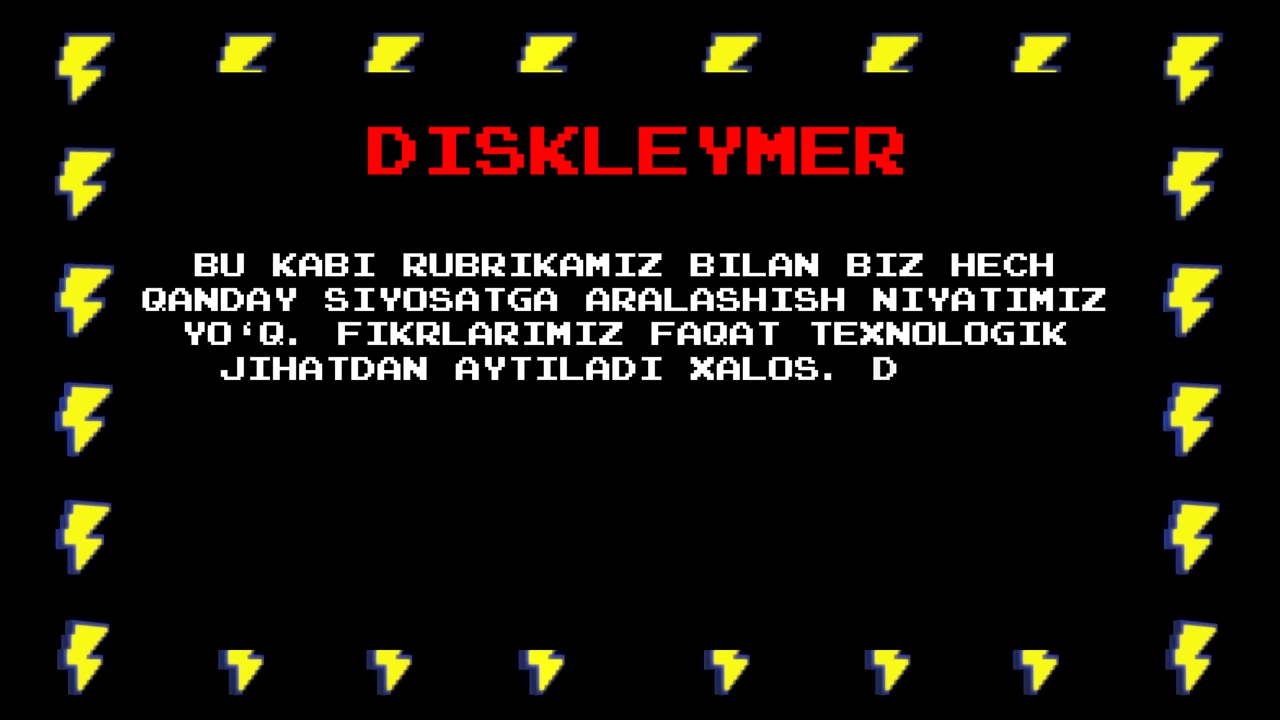 DISKLEYMER
BU KABI RUBRIKAMIZ BILAN BIZ HECH
QANDAY SIYOSATGA ARALASHISH NIYATIMIZ
YO‘Q. FIKRLARIMIZ FAQAT TEXNOLOGIK
JIHATDAN AYTILADI XALOS. D